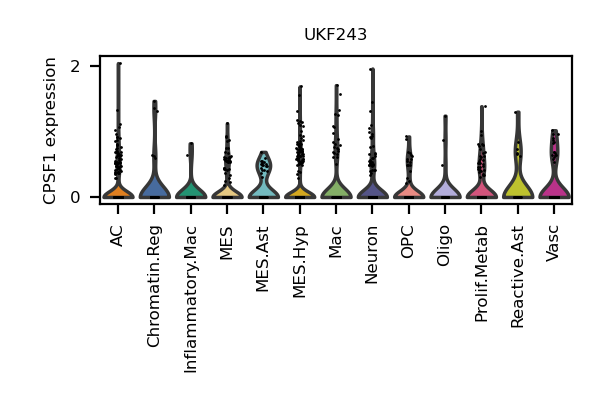 UKF243
CPSF1 expression
2
0
AC
Chromatin.Reg
Inflammatory.Mac
MES
MES.Ast
MES.Hyp
Mac
Neuron
OPC
Oligo
Prolif.Metab
Reactive.Ast
Vasc